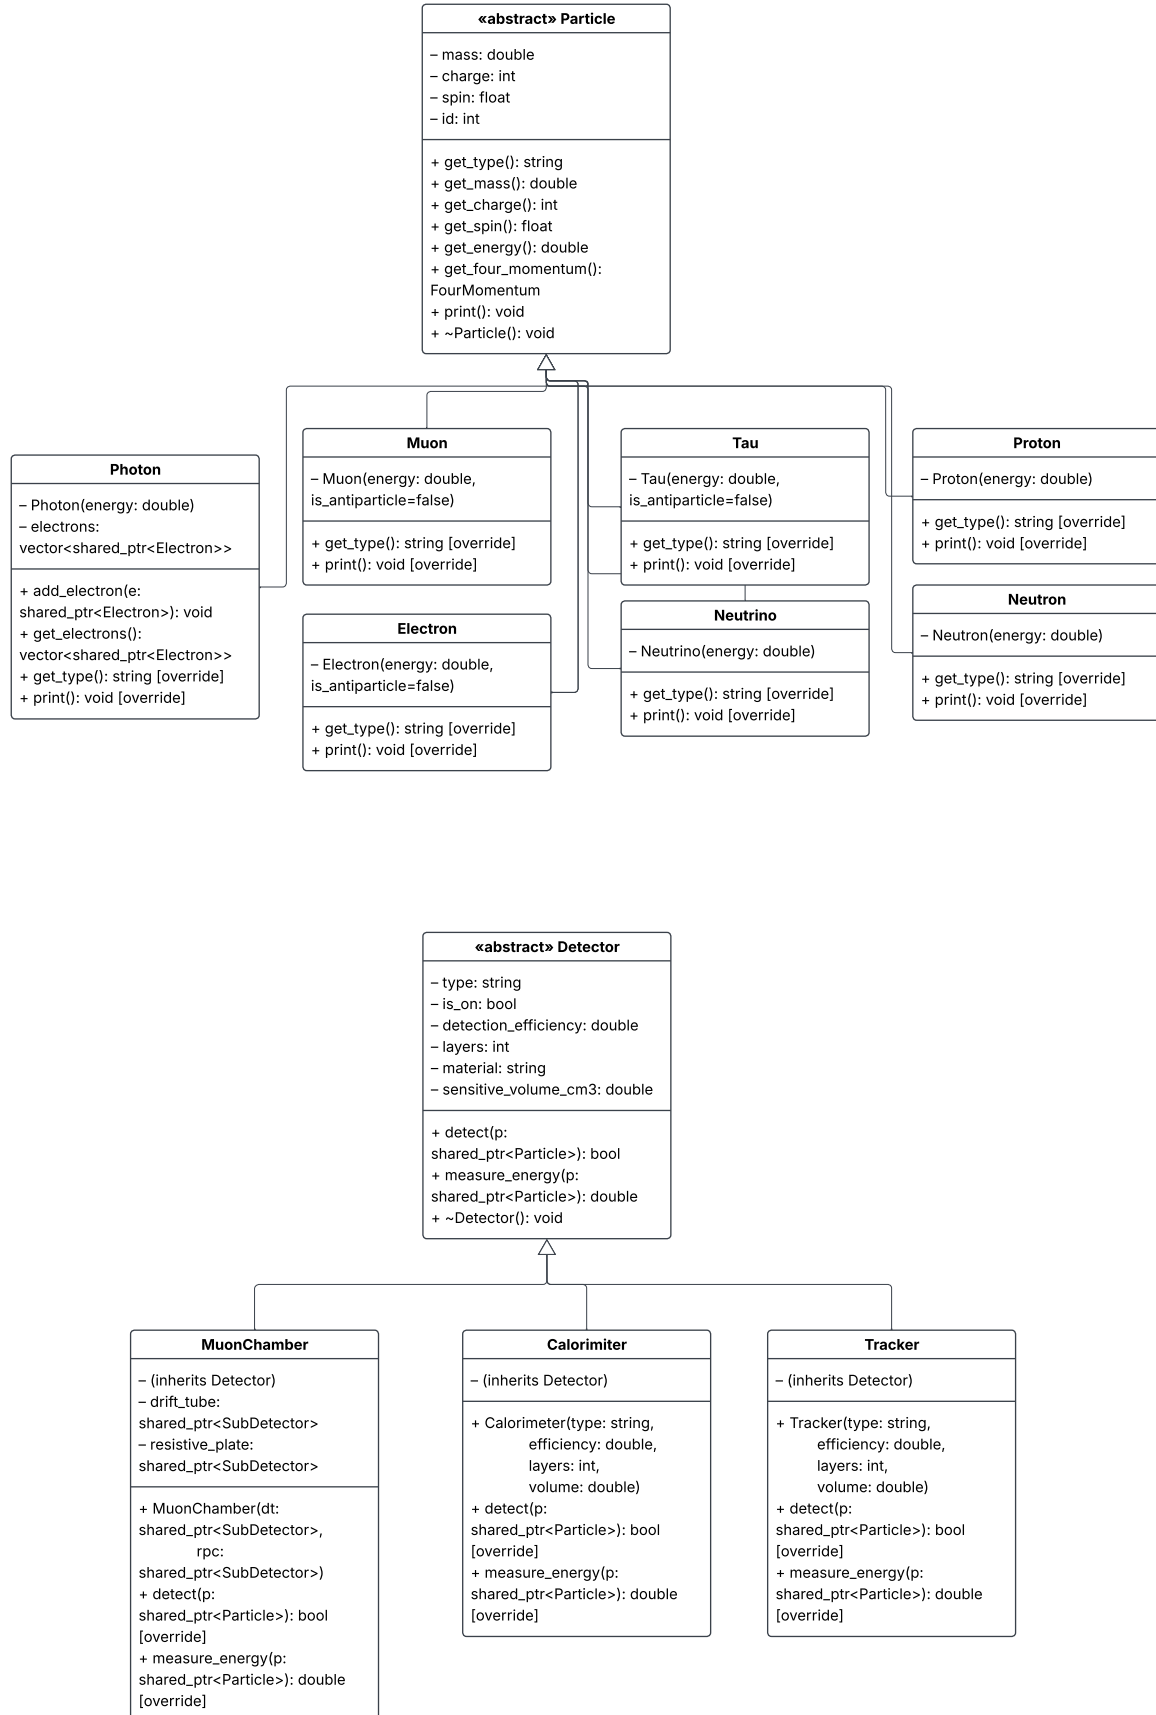 «abstract» Particle
– mass: double
– charge: int
– spin: float
– id: int
+ get_type(): string
+ get_mass(): double
+ get_charge(): int
+ get_spin(): float
+ get_energy(): double
+ get_four_momentum():
FourMomentum
+ print(): void
+ ~Particle(): void
Photon
– Photon(energy: double)
– electrons:
vector<shared_ptr<Electron>>
+ add_electron(e:
shared_ptr<Electron>): void
+ get_electrons():
vector<shared_ptr<Electron>>
+ get_type(): string [override]
+ print(): void [override]
Muon
– Muon(energy: double,
is_antiparticle=false)
+ get_type(): string [override]
+ print(): void [override]
Electron
– Electron(energy: double,
is_antiparticle=false)
+ get_type(): string [override]
+ print(): void [override]
Tau
– Tau(energy: double,
is_antiparticle=false)
+ get_type(): string [override]
+ print(): void [override]
Neutrino
– Neutrino(energy: double)
+ get_type(): string [override]
+ print(): void [override]
Proton
– Proton(energy: double)
+ get_type(): string [override]
+ print(): void [override]
Neutron
– Neutron(energy: double)
+ get_type(): string [override]
+ print(): void [override]
«abstract» Detector
– type: string
– is_on: bool
– detection_efficiency: double
– layers: int
– material: string
– sensitive_volume_cm3: double
+ detect(p:
shared_ptr<Particle>): bool
+ measure_energy(p:
shared_ptr<Particle>): double
+ ~Detector(): void
MuonChamber
– (inherits Detector)
– drift_tube:
shared_ptr<SubDetector>
– resistive_plate:
shared_ptr<SubDetector>
+ MuonChamber(dt:
shared_ptr<SubDetector>,
rpc:
shared_ptr<SubDetector>)
+ detect(p:
shared_ptr<Particle>): bool
[override]
+ measure_energy(p:
shared_ptr<Particle>): double
[override]
Calorimiter
– (inherits Detector)
+ Calorimeter(type: string,
efficiency: double,
layers: int,
volume: double)
+ detect(p:
shared_ptr<Particle>): bool
[override]
+ measure_energy(p:
shared_ptr<Particle>): double
[override]
Tracker
– (inherits Detector)
+ Tracker(type: string,
efficiency: double,
layers: int,
volume: double)
+ detect(p:
shared_ptr<Particle>): bool
[override]
+ measure_energy(p:
shared_ptr<Particle>): double
[override]